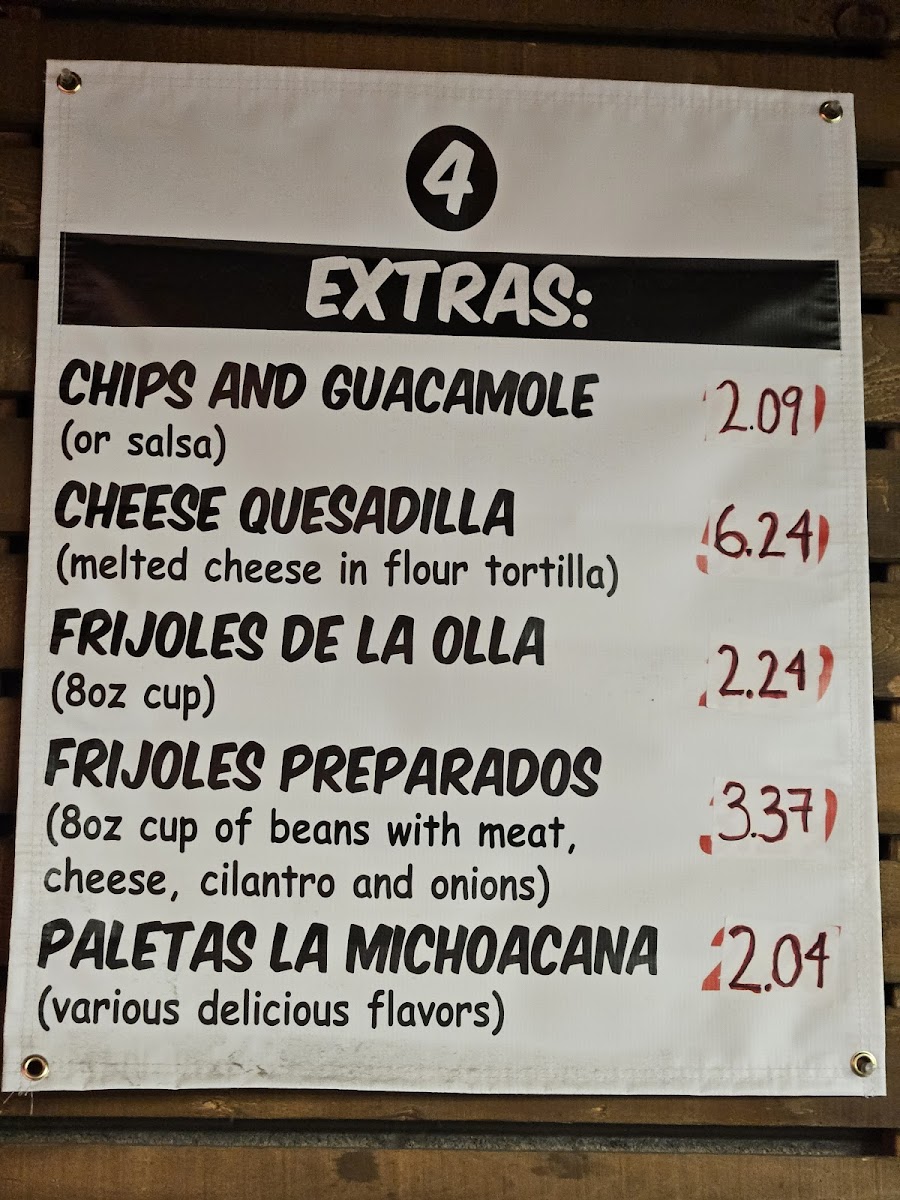 4
EXTRAS:
CHIPS AND GUACAMOLE 2.09
(or salsa)
CHEESE QUESADILLA 6.24
(melted cheese in flour tortilla)
FRIJOLES DE LA OLLA 2.24
(8oz cup)
FRIJOLES PREPARADOS 3.37
(8oz cup of beans with meat,
cheese, cilantro and onions)
PALETAS LA MICHOACANA 2.04
(various delicious flavors)